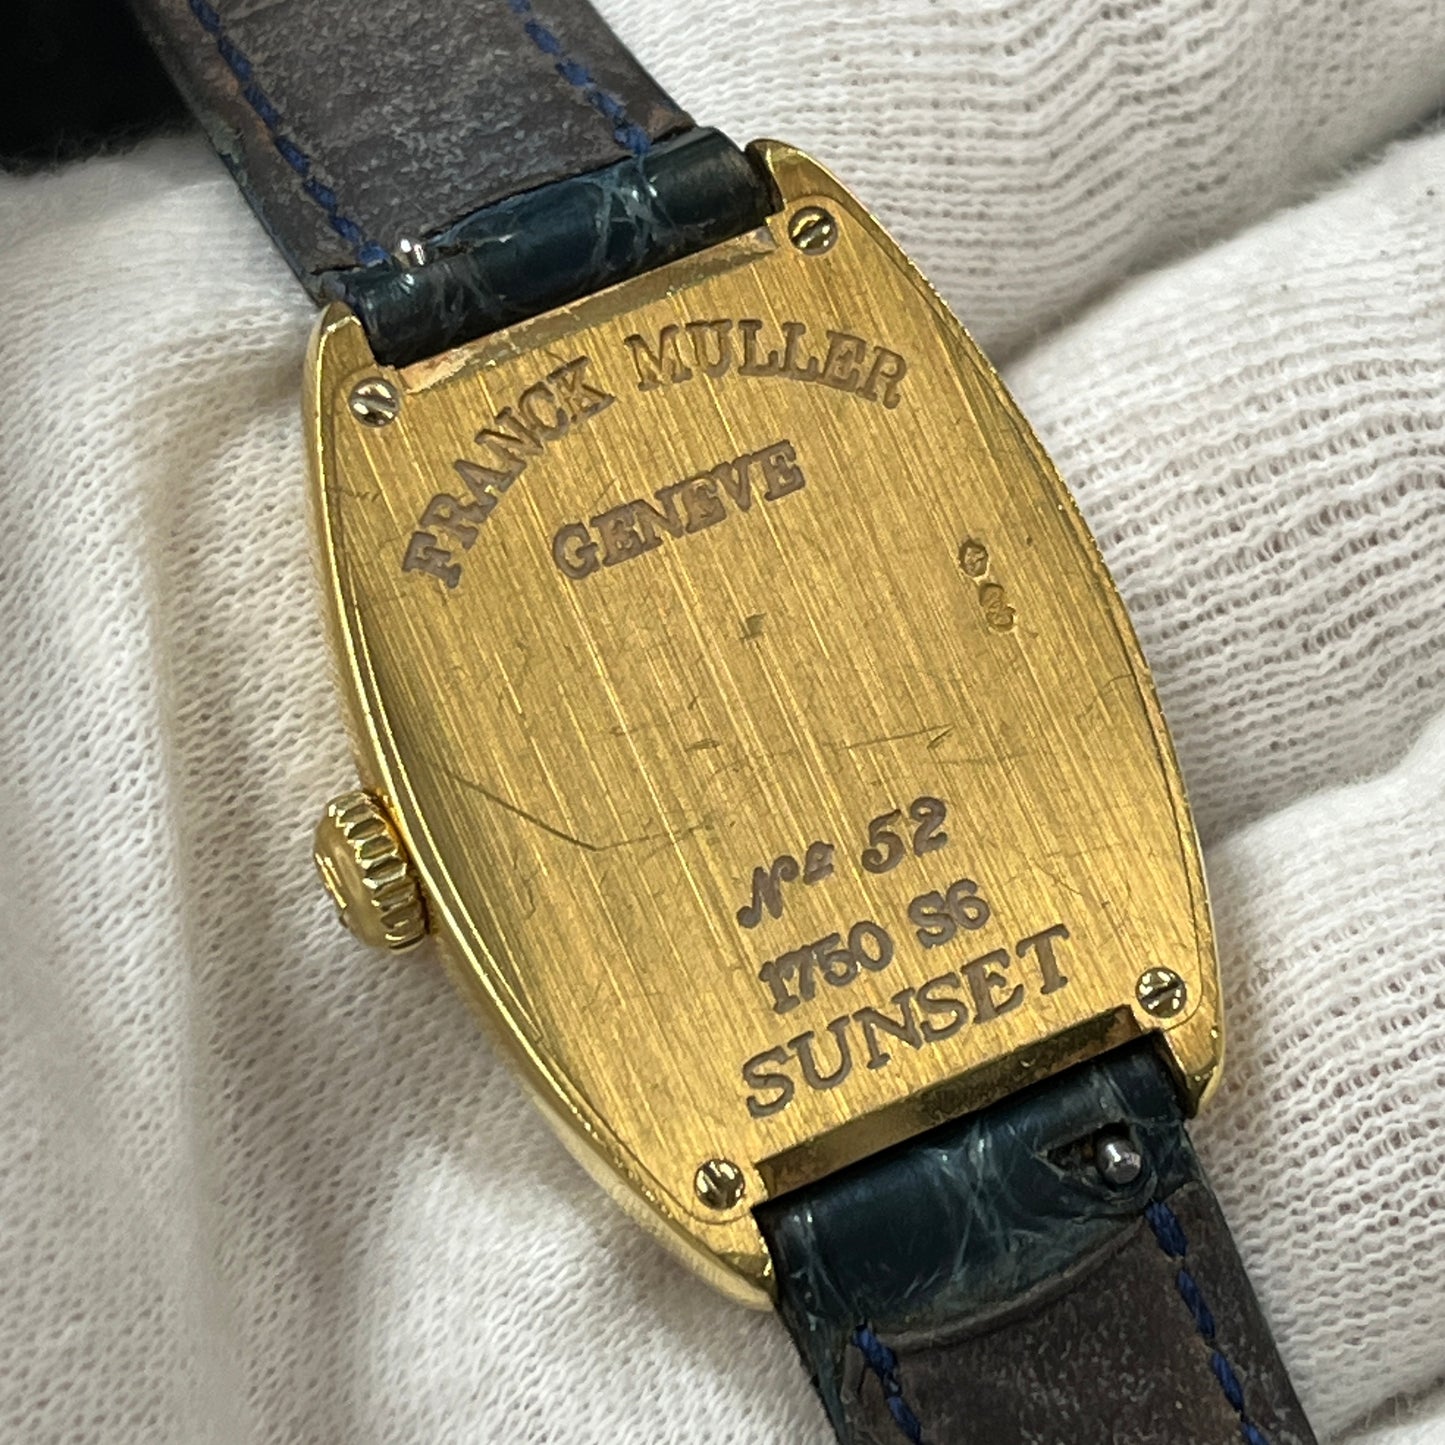 FRANCK MULLER
GENEVE
Nº 52
1750 S6
SUNSET